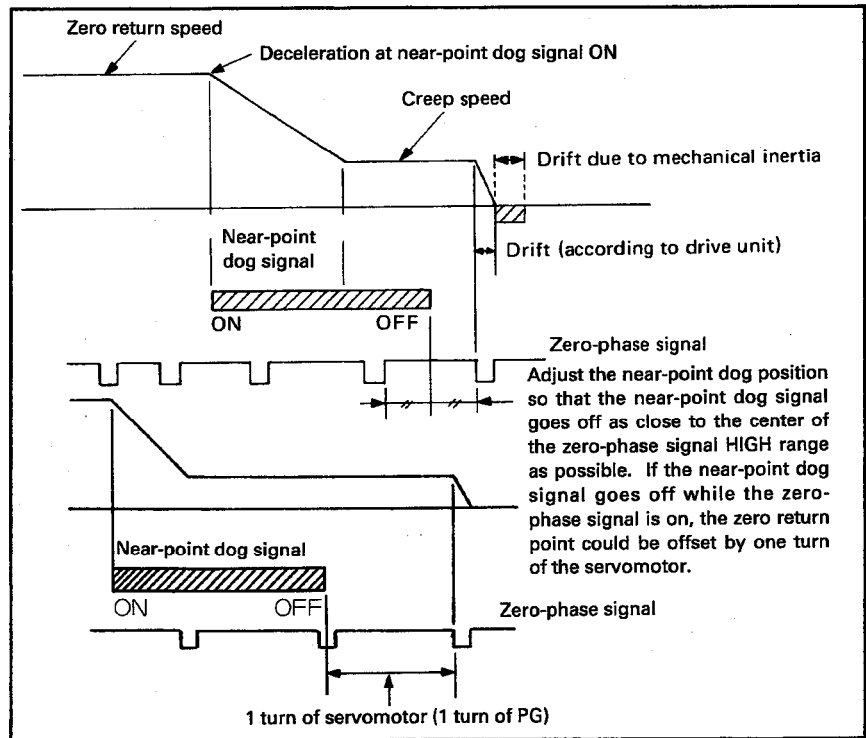 Zero return speed
Deceleration at near-point dog signal ON
Creep speed
Drift due to mechanical inertia
Near-point
dog signal
Drift (according to drive unit)
ON
OFF
Zero-phase signal
Adjust the near-point dog position
so that the near-point dog signal
goes off as close to the center of
the zero-phase signal HIGH range
as possible. If the near-point dog
signal goes off while the zero-
phase signal is on, the zero return
point could be offset by one turn
of the servomotor.
Near-point dog signal
ON
OFF
Zero-phase signal
1 turn of servomotor (1 turn of PG)